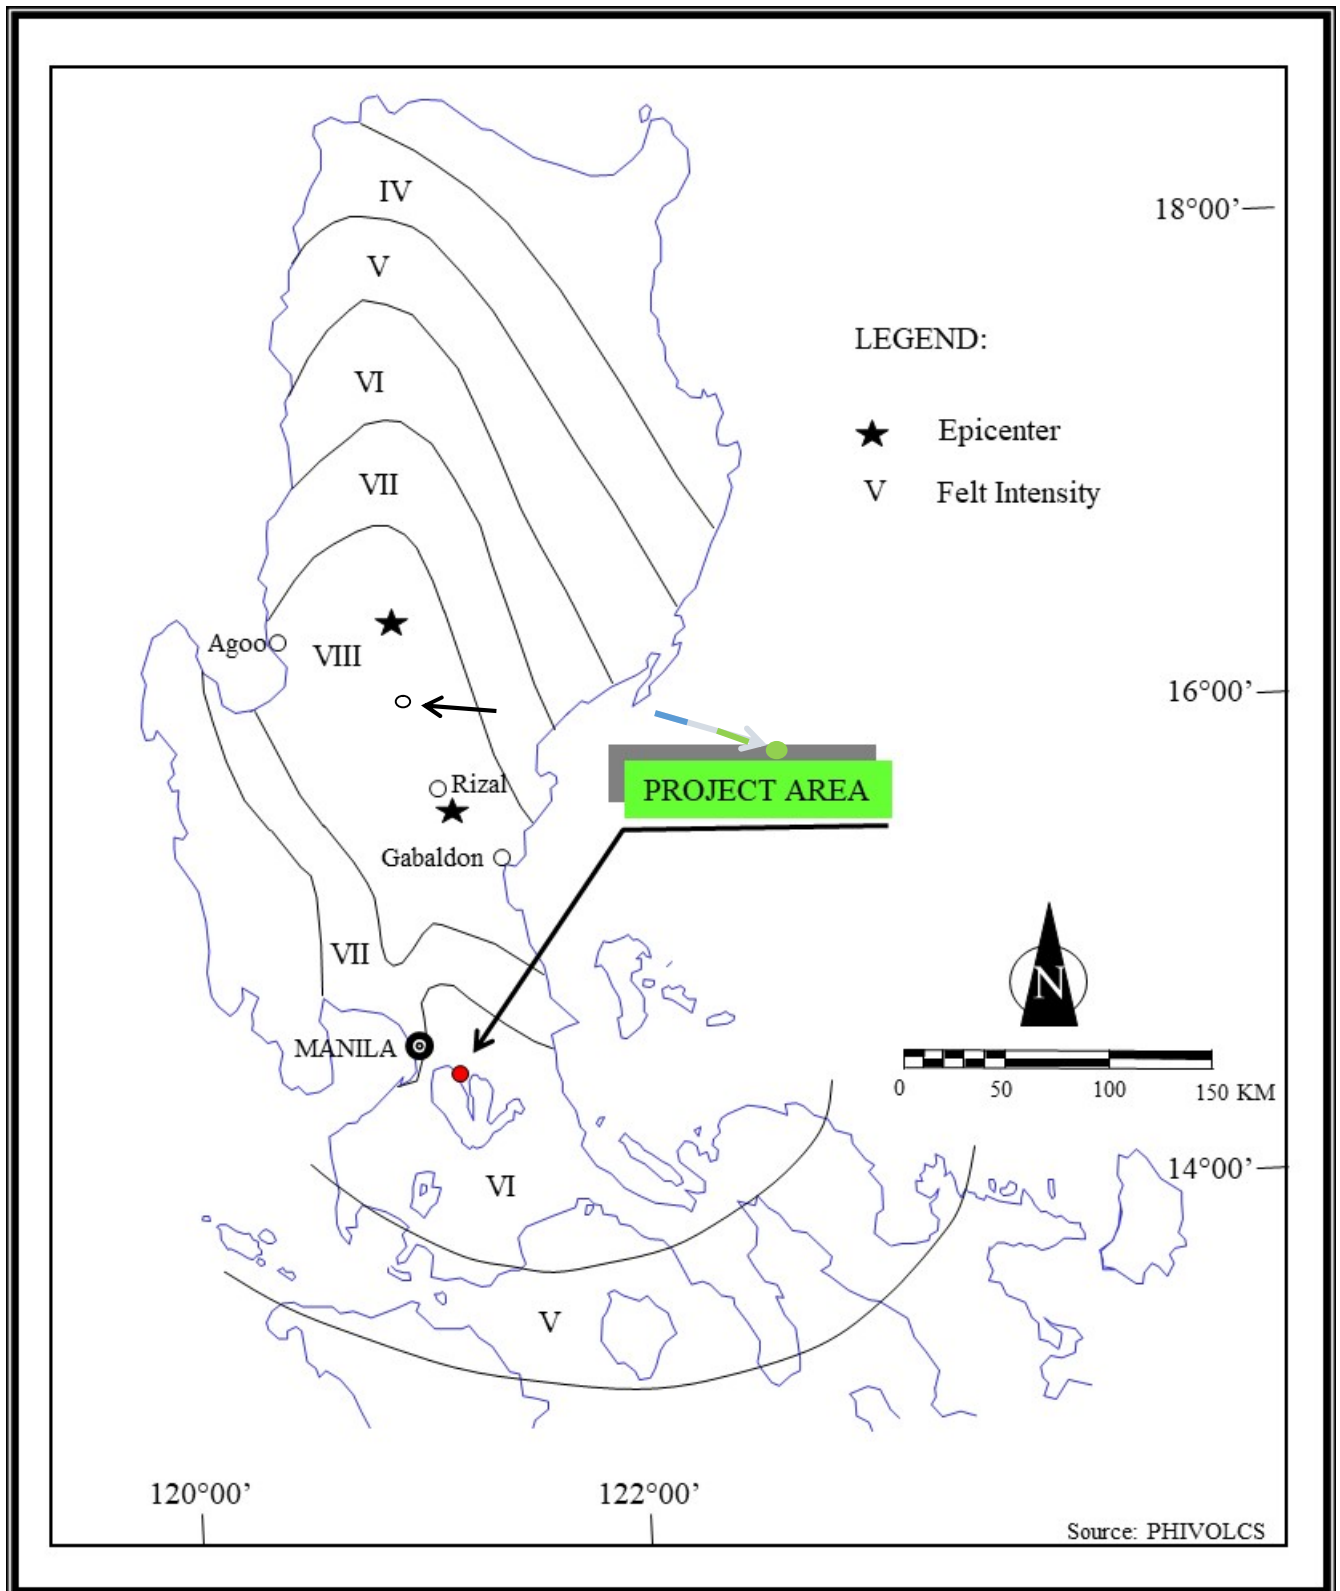 IV
18°00’
V
LEGEND:
VI
Epicenter
VII
V Felt Intensity
Agoo
VIII
16°00’
Rizal
PROJECT AREA
Gabaldon
VII
N
MANILA
0 50 100 150 KM
14°00’
VI
V
120°00’ 122°00’
Source: PHIVOLCS